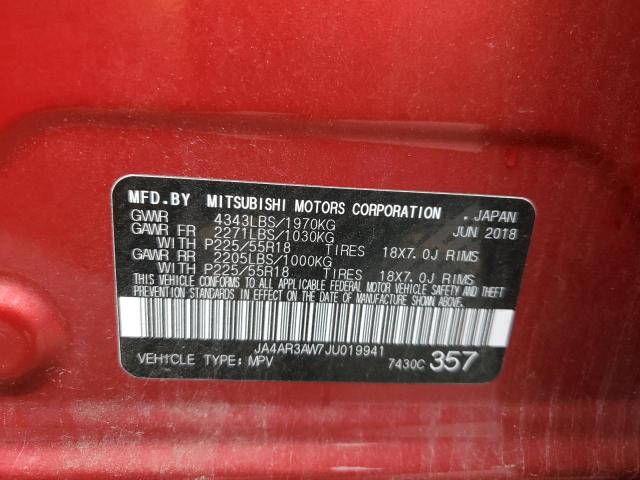 MFD.BY MITSUBISHI MOTORS CORPORATION . JAPAN
GVWR 4343LBS/1970KG JUN 2018
GAWR FR 2271LBS/1030KG
WITH P225/55R18 TIRES 18X7.0J RIMS
GAWR RR 2205LBS/1000KG
WITH P225/55R18 TIRES 18X7.0J RIMS
THIS VEHICLE CONFORMS TO ALL APPLICABLE FEDERAL MOTOR VEHICLE SAFETY AND THEFT
PREVENTION STANDARDS IN EFFECT ON THE DATE OF MANUFACTURE SHOWN ABOVE.
JA4AR3AW7JU019941
VEHICLE TYPE: MPV 7430C 357